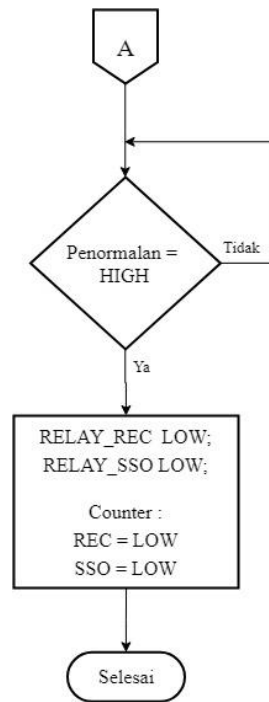 A
Penormalan =
HIGH
Tidak
Ya
RELAY_REC LOW;
RELAY_SSO LOW;
Counter :
REC = LOW
SSO = LOW
Selesai